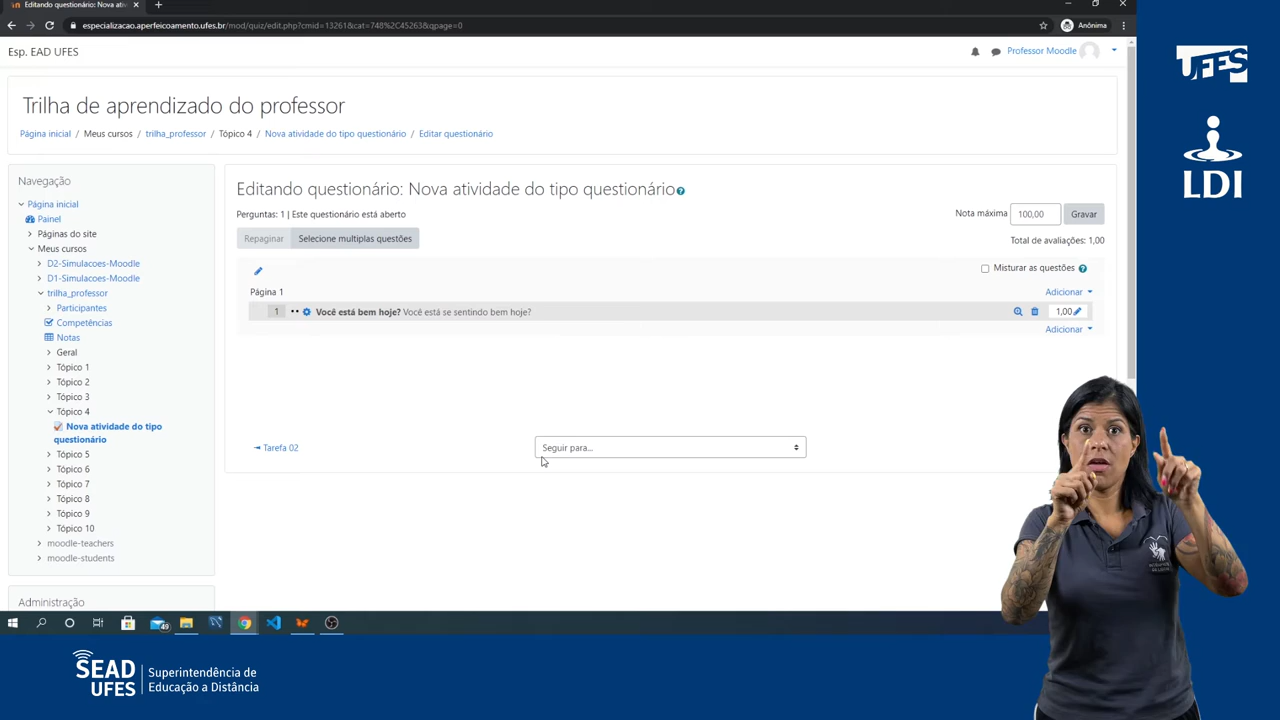 Editando questionário: Nova ativ
especializacao.aperfeicoamento.ufes.br/mod/quiz/edit.php?cmid=13261&cat=748%2C45263&qpage=0
Anônima
Esp. EAD UFES
Professor Moodle
Trilha de aprendizado do professor
Página inicial / Meus cursos / trilha_professor / Tópico 4 / Nova atividade do tipo questionário / Editar questionário
Navegação
Página inicial
Painel
Páginas do site
Meus cursos
D2-Simulacoes-Moodle
D1-Simulacoes-Moodle
trilha_professor
Participantes
Competências
Notas
Geral
Tópico 1
Tópico 2
Tópico 3
Tópico 4
Nova atividade do tipo
questionário
Tópico 5
Tópico 6
Tópico 7
Tópico 8
Tópico 9
Tópico 10
moodle-teachers
moodle-students
Administração
Editando questionário: Nova atividade do tipo questionário
Perguntas: 1 | Este questionário está aberto
Nota máxima 100,00 Gravar
Repaginar Selecione multiplas questões
Total de avaliações: 1,00
Misturar as questões
Página 1
Adicionar
1 Você está bem hoje? Você está se sentindo bem hoje? 1,00
Adicionar
◄ Tarefa 02
Seguir para...
49
UFES
LDI
SEAD
UFES
Superintendência de
Educação a Distância